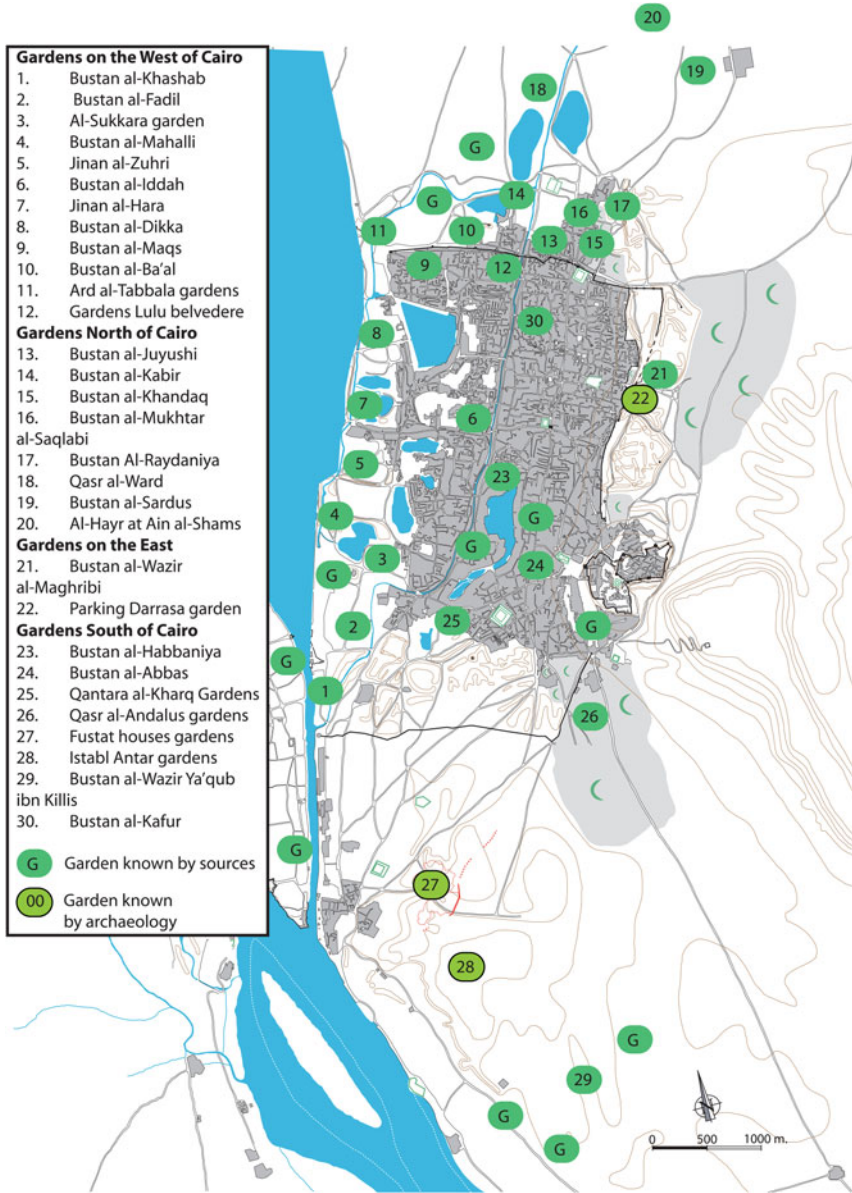 Gardens on the West of Cairo
1. Bustan al-Khashab
2. Bustan al-Fadil
3. Al-Sukkara garden
4. Bustan al-Mahalli
5. Jinan al-Zuhri
6. Bustan al-Iddah
7. Jinan al-Hara
8. Bustan al-Dikka
9. Bustan al-Maqs
10. Bustan al-Ba'al
11. Ard al-Tabbala gardens
12. Gardens Lulu belvedere
Gardens North of Cairo
13. Bustan al-Juyushi
14. Bustan al-Kabir
15. Bustan al-Khandaq
16. Bustan al-Mukhtar
al-Saqlabi
17. Bustan Al-Raydaniya
18. Qasr al-Ward
19. Bustan al-Sardus
20. Al-Hayr at Ain al-Shams
Gardens on the East
21. Bustan al-Wazir
al-Maghribi
22. Parking Darrasa garden
Gardens South of Cairo
23. Bustan al-Habbaniya
24. Bustan al-Abbas
25. Qantara al-Kharq Gardens
26. Qasr al-Andalus gardens
27. Fustat houses gardens
28. Istabl Antar gardens
29. Bustan al-Wazir Ya'qub
ibn Killis
30. Bustan al-Kafur
G Garden known by sources
00 Garden known
by archaeology
20
19
18
G
14
G
16
17
11
10
13
15
9
12
30
8
21
22
7
6
5
23
4
G
G
3
24
G
2
25
G
G
1
26
G
27
28
G
29
G
G
0 500 1000 m.